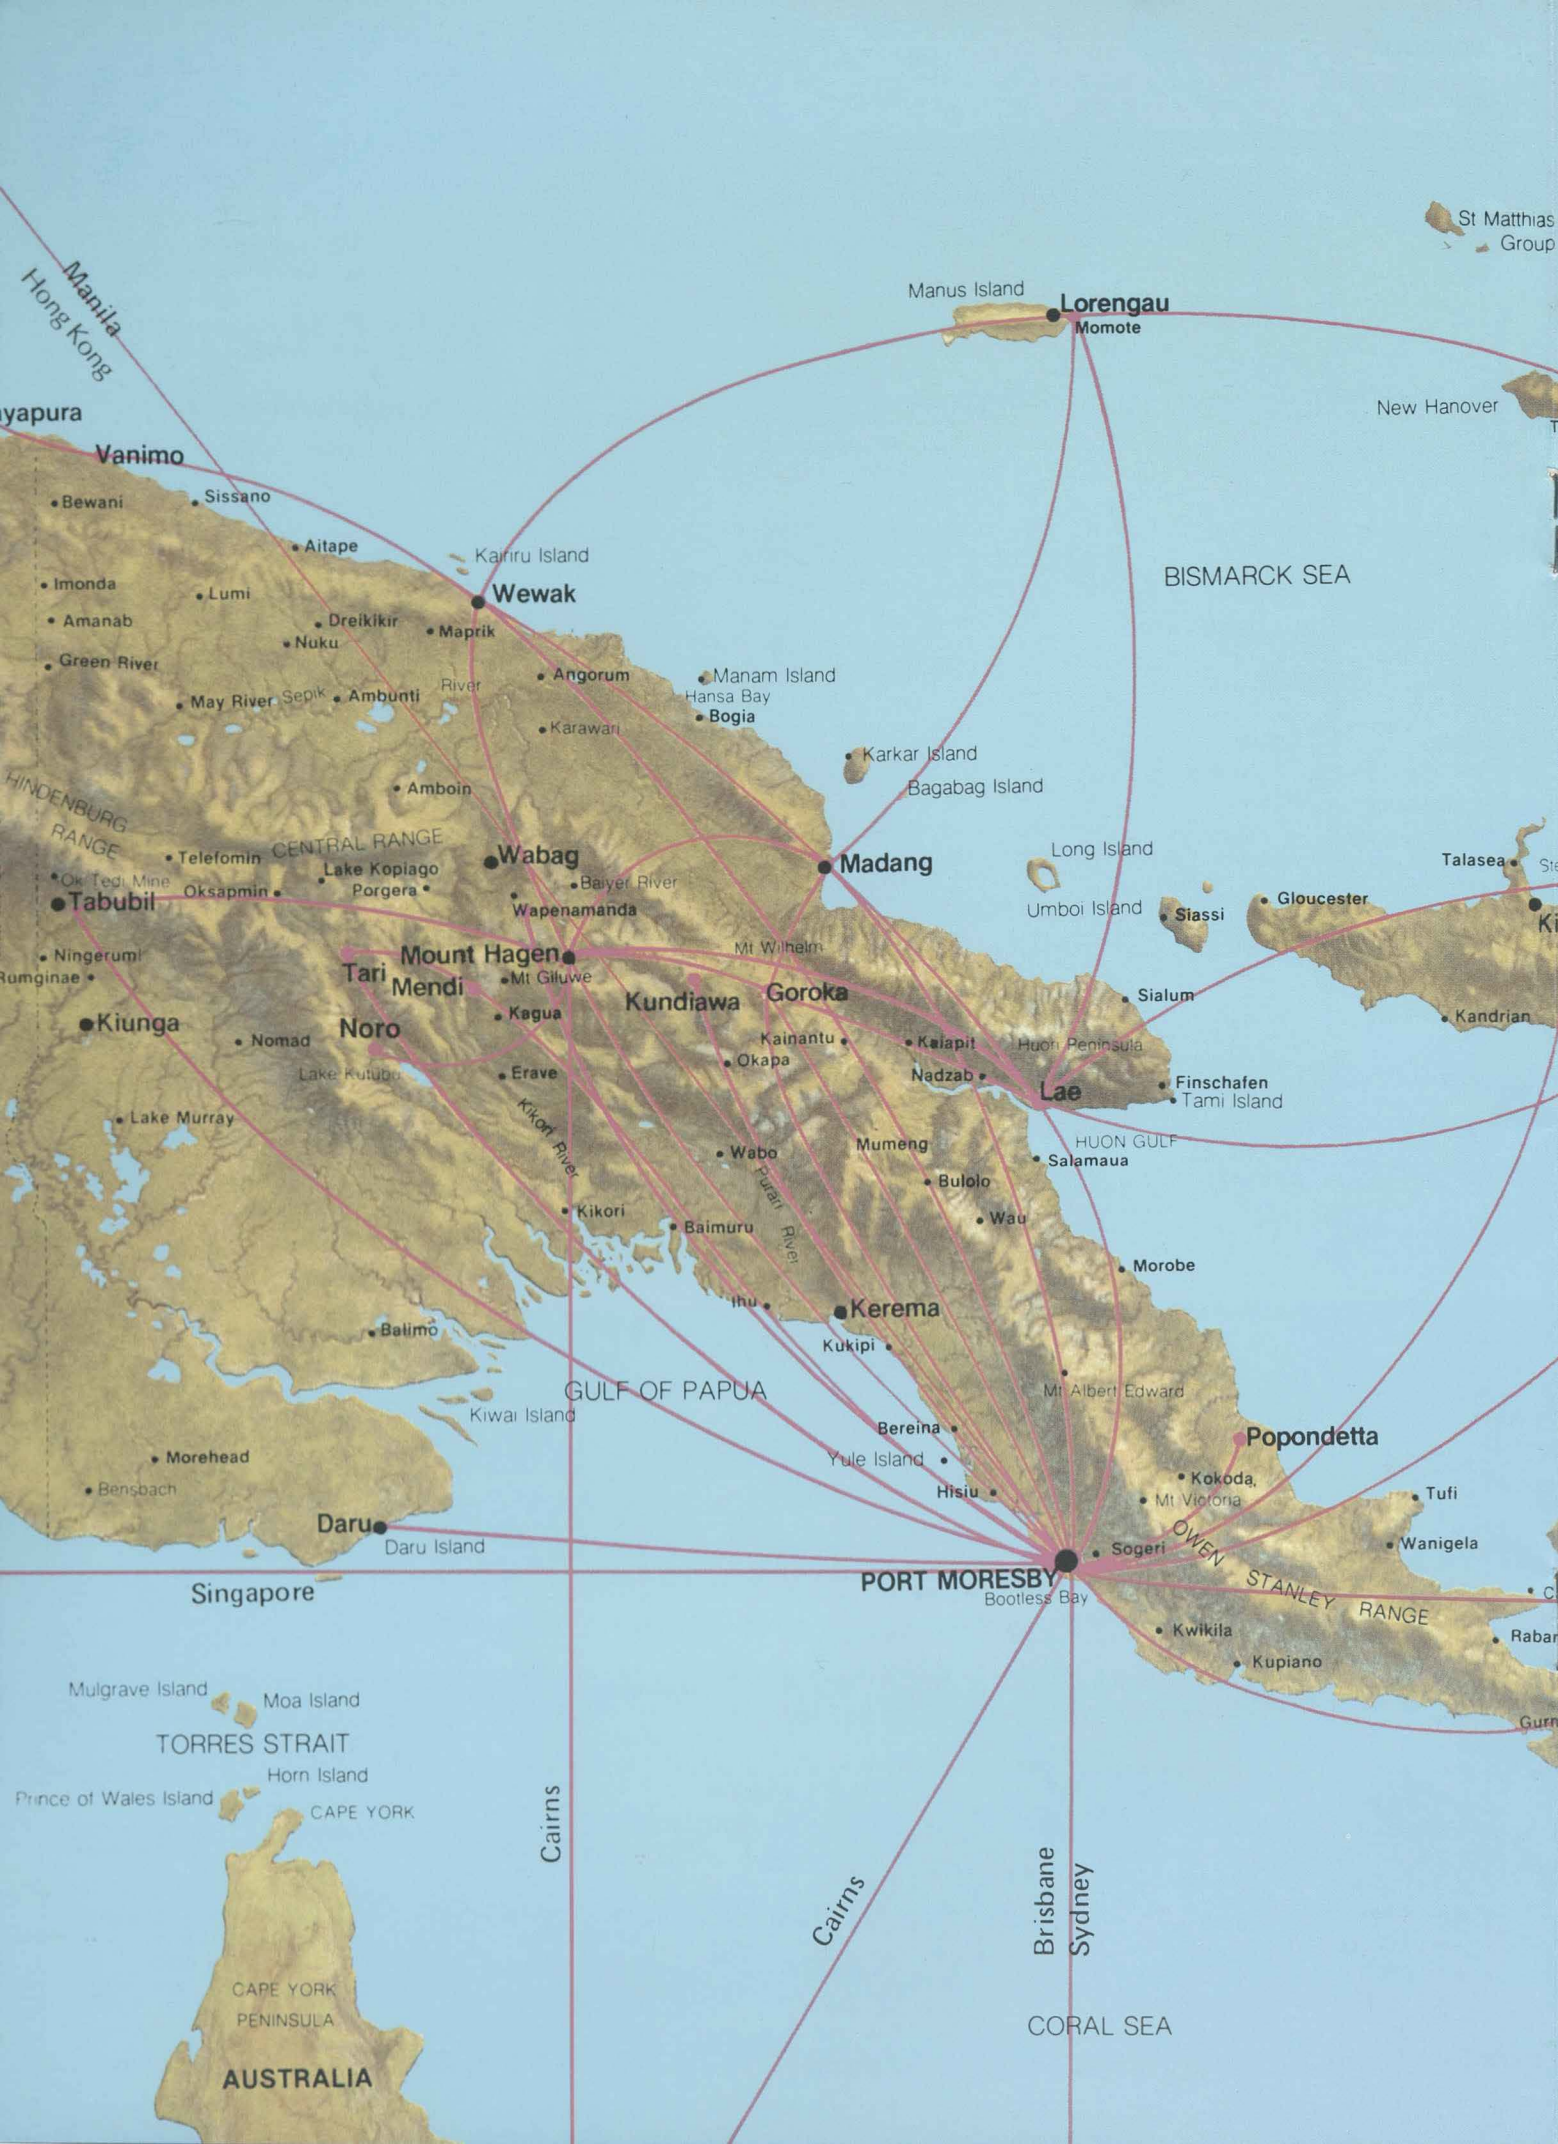 St Matthias
Group
Manus Island
Lorengau
Momote
Manila
Hong Kong
New Hanover
yapura
Vanimo
Bewani
Sissano
Aitape
Kairiru Island
BISMARCK SEA
Imonda
Lumi
Wewak
Amanab
Dreikikir
Maprik
Nuku
Green River
Angorum
Manam Island
Hansa Bay
Bogia
May River
Sepik
Ambunti
River
Karawari
Karkar Island
Bagabag Island
Amboin
HINDENBURG
RANGE
CENTRAL RANGE
Telefomin
Wabag
Madang
Long Island
Talasea
Ste
Lake Kopiago
Ok Tedi Mine
Oksapmin
Porgera
Baiyer River
Tabubil
Wapenamanda
Umboi Island
Siassi
Gloucester
Ki
Mt Wilhelm
Ningerum
Mount Hagen
Rumginae
Tari
Mendi
Mt Giluwe
Kundiawa
Goroka
Sialum
Kandrian
Kiunga
Kagua
Noro
Nomad
Kainantu
Kaiapit
Huon Peninsula
Okapa
Lake Kutubu
Erave
Nadzab
Lae
Finschafen
Tami Island
Lake Murray
Kikori River
HUON GULF
Wabo
Mumeng
Salamaua
Purari River
Bulolo
Kikori
Baimuru
Wau
Morobe
Ihu
Kerema
Balimo
Kukipi
GULF OF PAPUA
Mt Albert Edward
Kiwai Island
Bereina
Popondetta
Morehead
Yule Island
Bensbach
Kokoda,
Hisiu
Mt Victoria
Tufi
Daru
Daru Island
Sogeri
OWEN STANLEY RANGE
Wanigela
PORT MORESBY
Bootless Bay
Singapore
C
Kwikila
Rabar
Kupiano
Mulgrave Island
Moa Island
Gurn
TORRES STRAIT
Horn Island
Prince of Wales Island
CAPE YORK
Cairns
Cairns
Brisbane
Sydney
CAPE YORK
PENINSULA
CORAL SEA
AUSTRALIA